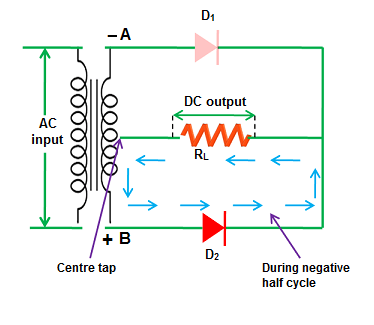 D1
– A
DC output
AC
input
RL
+ B
D2
Centre tap
During negative
half cycle